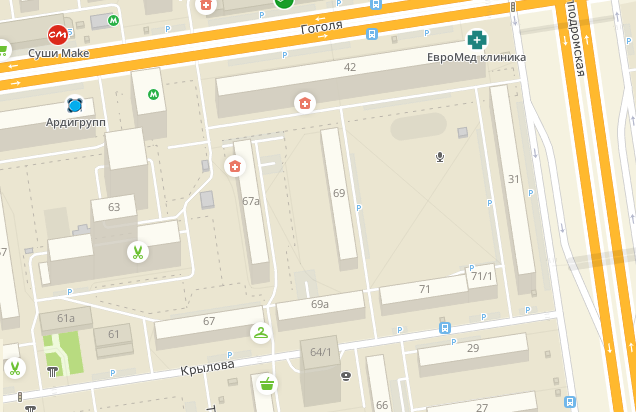 Гоголя
Суши Make
ЕвроМед клиника
42
Ардигрупп
31
63
67а
69
71/1
71
69а
67
61а
61
64/1
29
Крылова
66
27
P